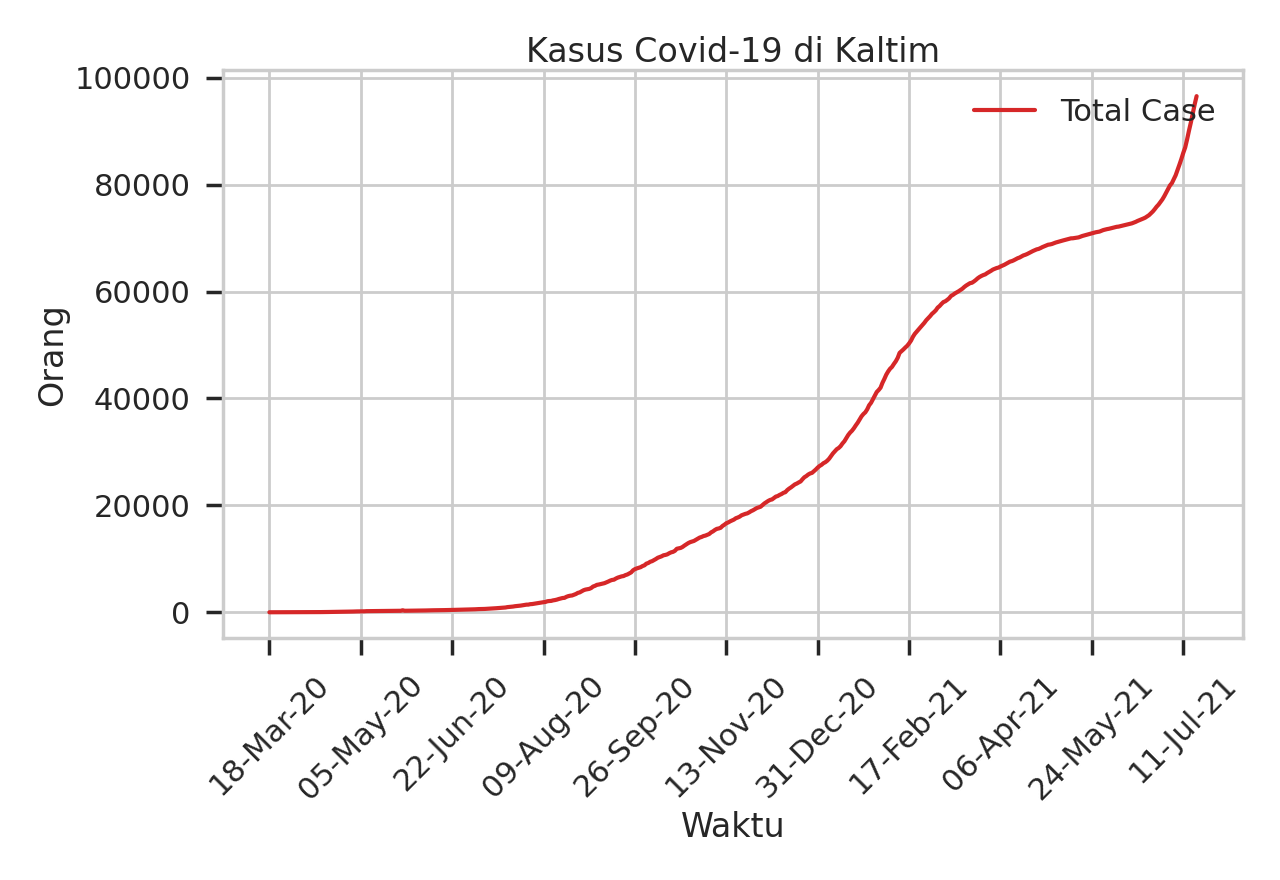 Kasus Covid-19 di Kaltim
Total Case
Orang
100000
80000
60000
40000
20000
0
18-Mar-20
05-May-20
22-Jun-20
09-Aug-20
26-Sep-20
13-Nov-20
31-Dec-20
17-Feb-21
06-Apr-21
24-May-21
11-Jul-21
Waktu